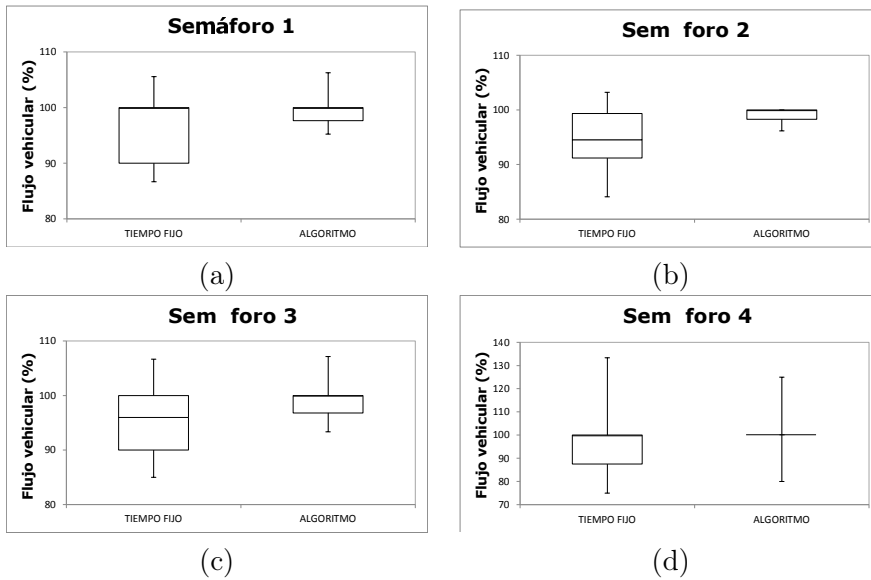 Semáforo 1
Flujo vehicular (%)
110
100
90
80
TIEMPO FIJO
ALGORITMO
(a)
Sem foro 2
Flujo vehicular (%)
110
100
90
80
TIEMPO FIJO
ALGORITMO
(b)
Sem foro 3
Flujo vehicular (%)
110
100
90
80
TIEMPO FIJO
ALGORITMO
(c)
Sem foro 4
Flujo vehicular (%)
140
130
120
110
100
90
80
70
TIEMPO FIJO
ALGORITMO
(d)